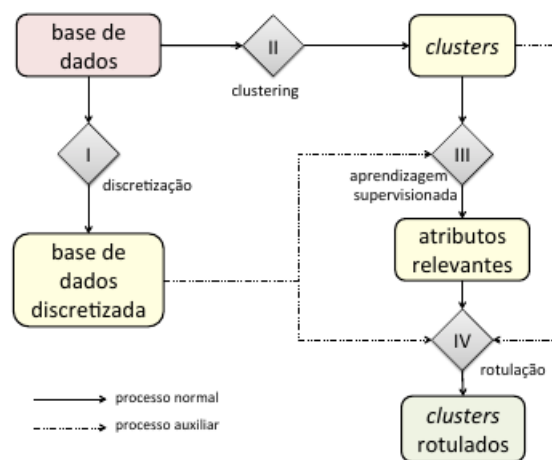 base de
dados
II
clustering
clusters
I
discretização
III
aprendizagem
supervisionada
base de
dados
discretizada
atributos
relevantes
IV
rotulação
processo normal
processo auxiliar
clusters
rotulados